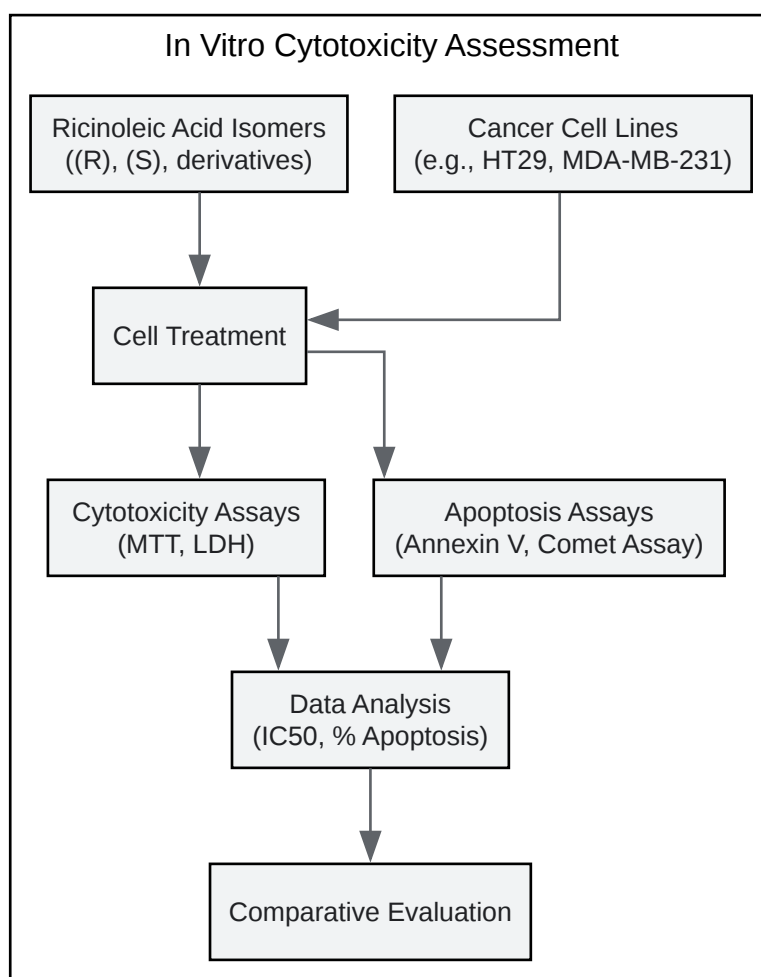 In Vitro Cytotoxicity Assessment
Ricinoleic Acid Isomers
((R), (S), derivatives)
Cancer Cell Lines
(e.g., HT29, MDA-MB-231)
Cell Treatment
Cytotoxicity Assays
(MTT, LDH)
Apoptosis Assays
(Annexin V, Comet Assay)
Data Analysis
(IC50, % Apoptosis)
Comparative Evaluation